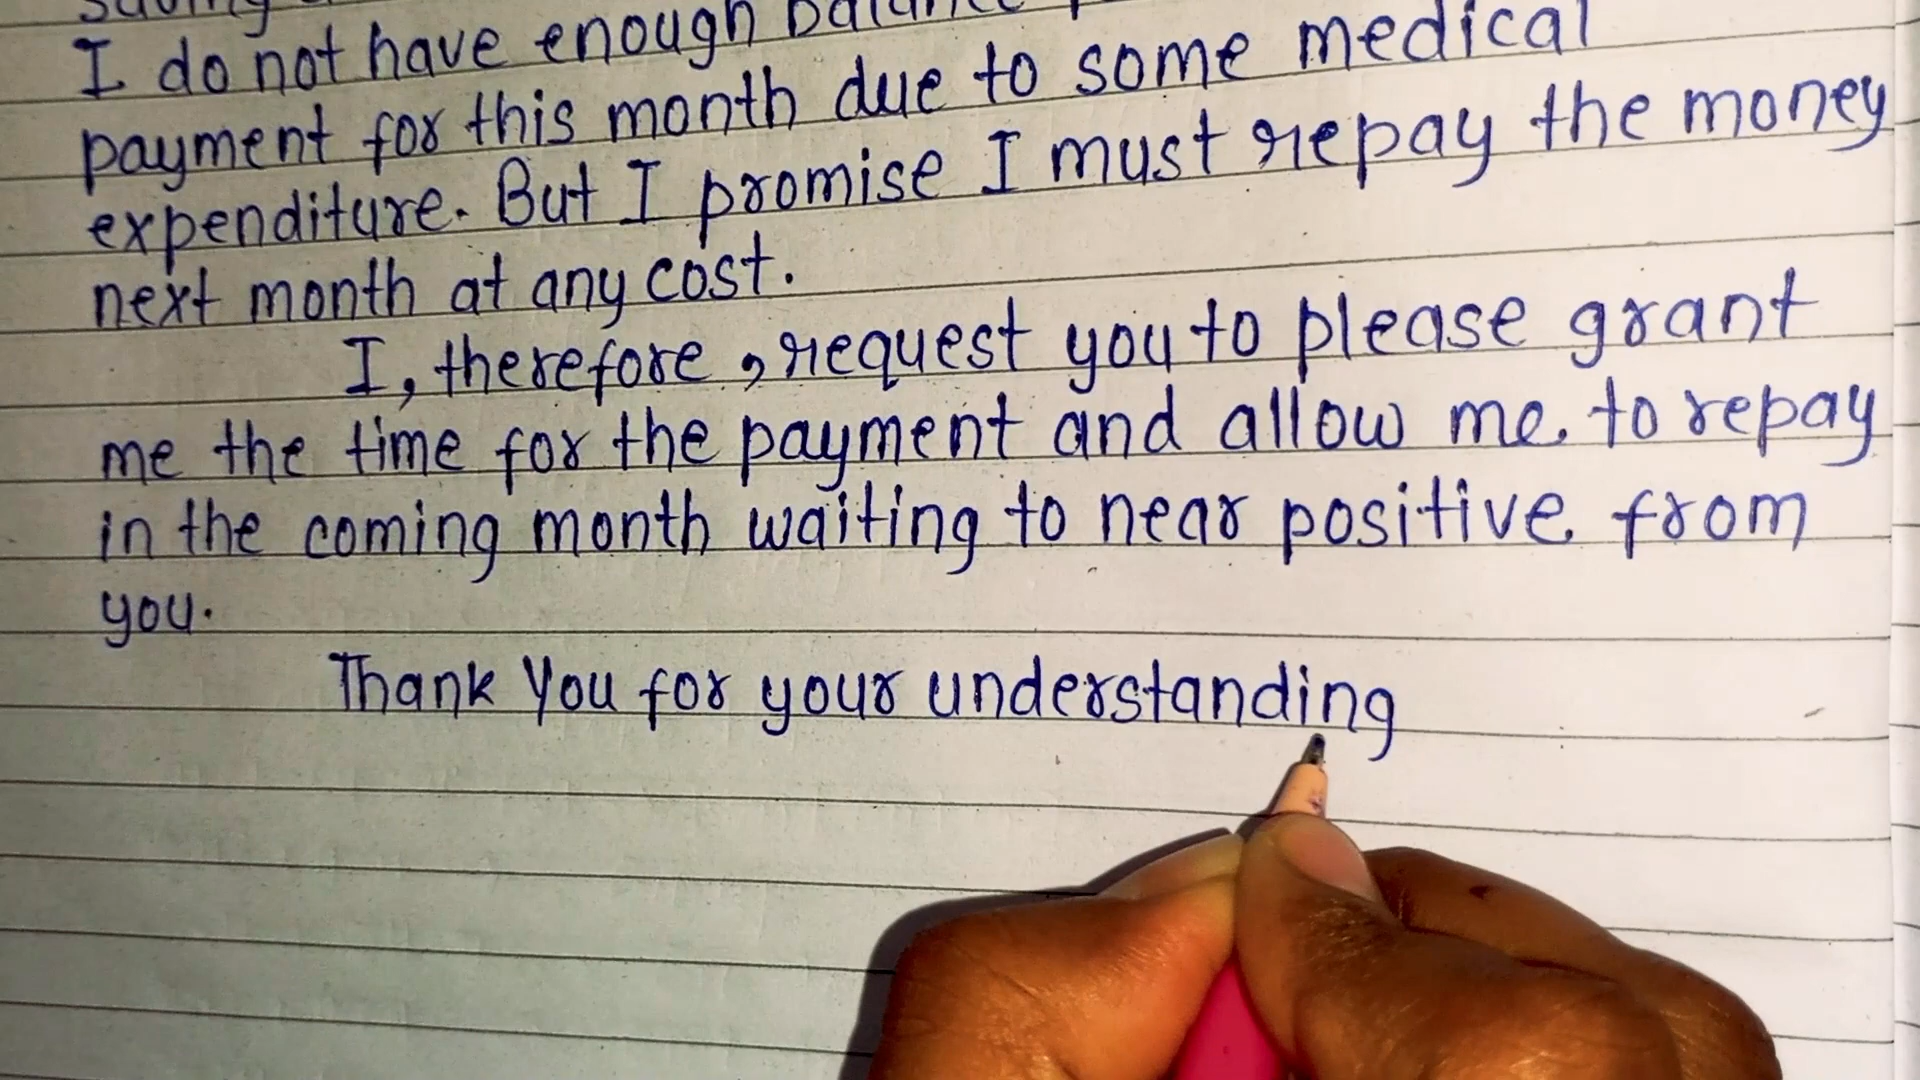 I do not have enough balance
payment for this month due to some medical
expenditure. But I promise I must repay the money
next month at any cost.
I, therefore, request you to please grant
me the time for the payment and allow me to repay
in the coming month waiting to near positive from
you.
Thank You for your understanding